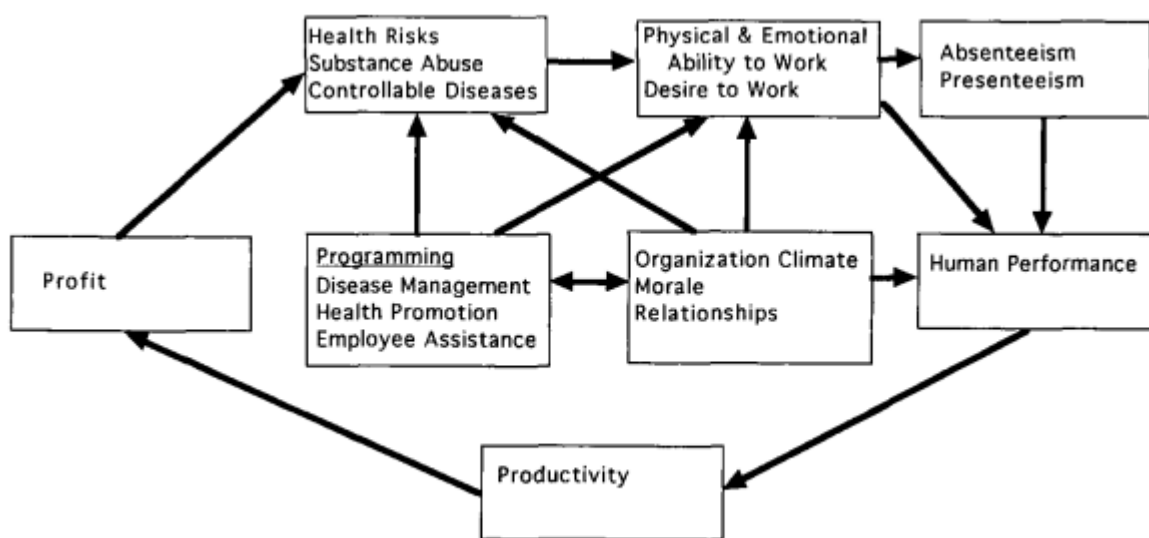 Health Risks
Substance Abuse
Controllable Diseases
Physical & Emotional
Ability to Work
Desire to Work
Absenteeism
Presenteeism
Profit
Programming
Disease Management
Health Promotion
Employee Assistance
Organization Climate
Morale
Relationships
Human Performance
Productivity